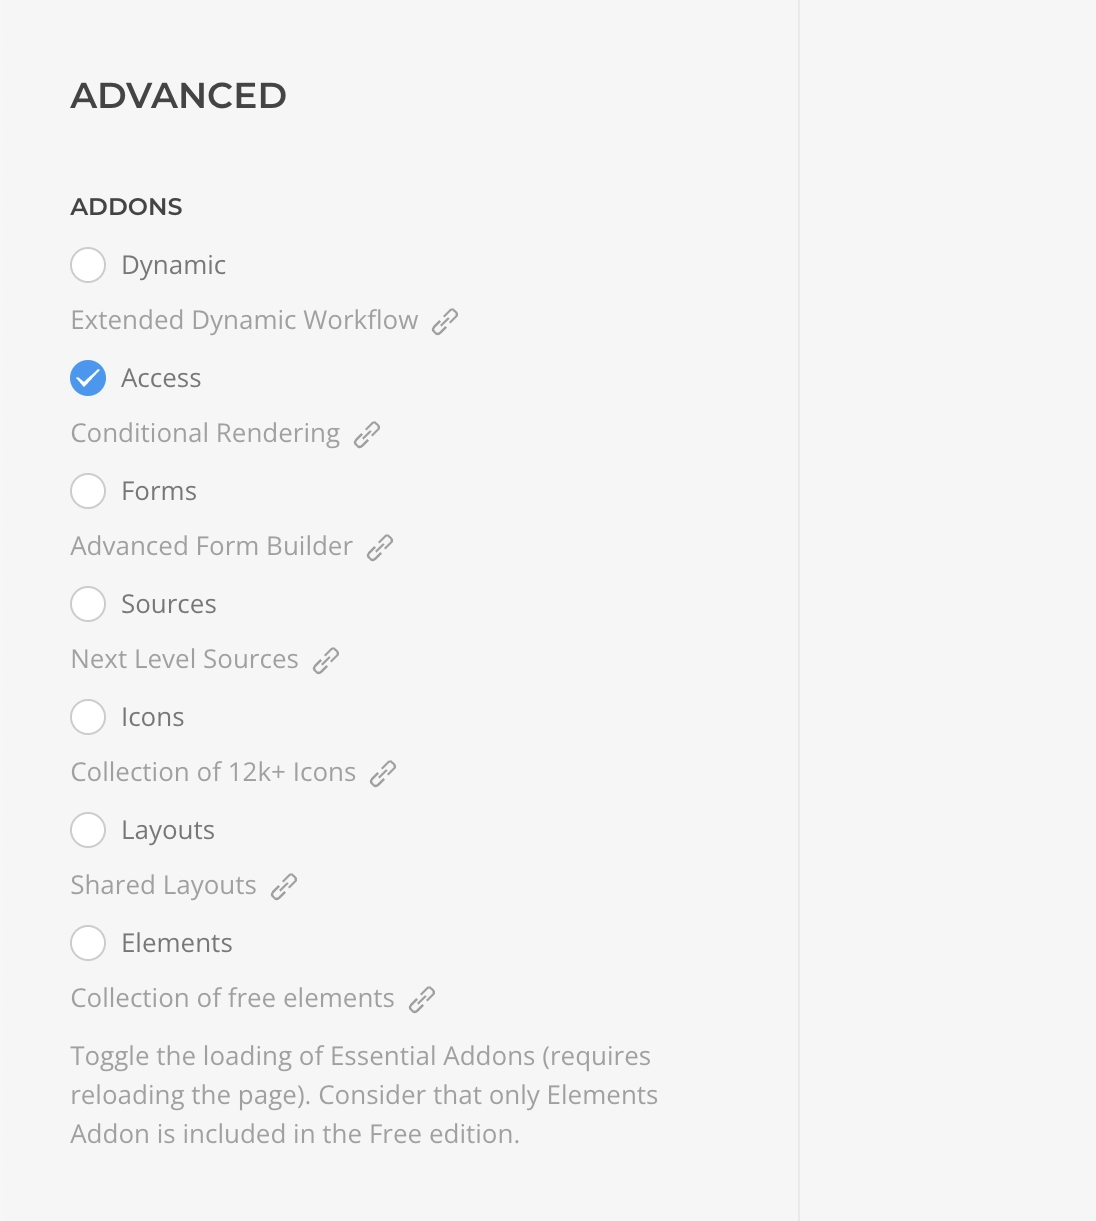 ADVANCED
ADDONS
Dynamic
Extended Dynamic Workflow
Access
Conditional Rendering
Forms
Advanced Form Builder
Sources
Next Level Sources
Icons
Collection of 12k+ Icons
Layouts
Shared Layouts
Elements
Collection of free elements
Toggle the loading of Essential Addons (requires
reloading the page). Consider that only Elements
Addon is included in the Free edition.